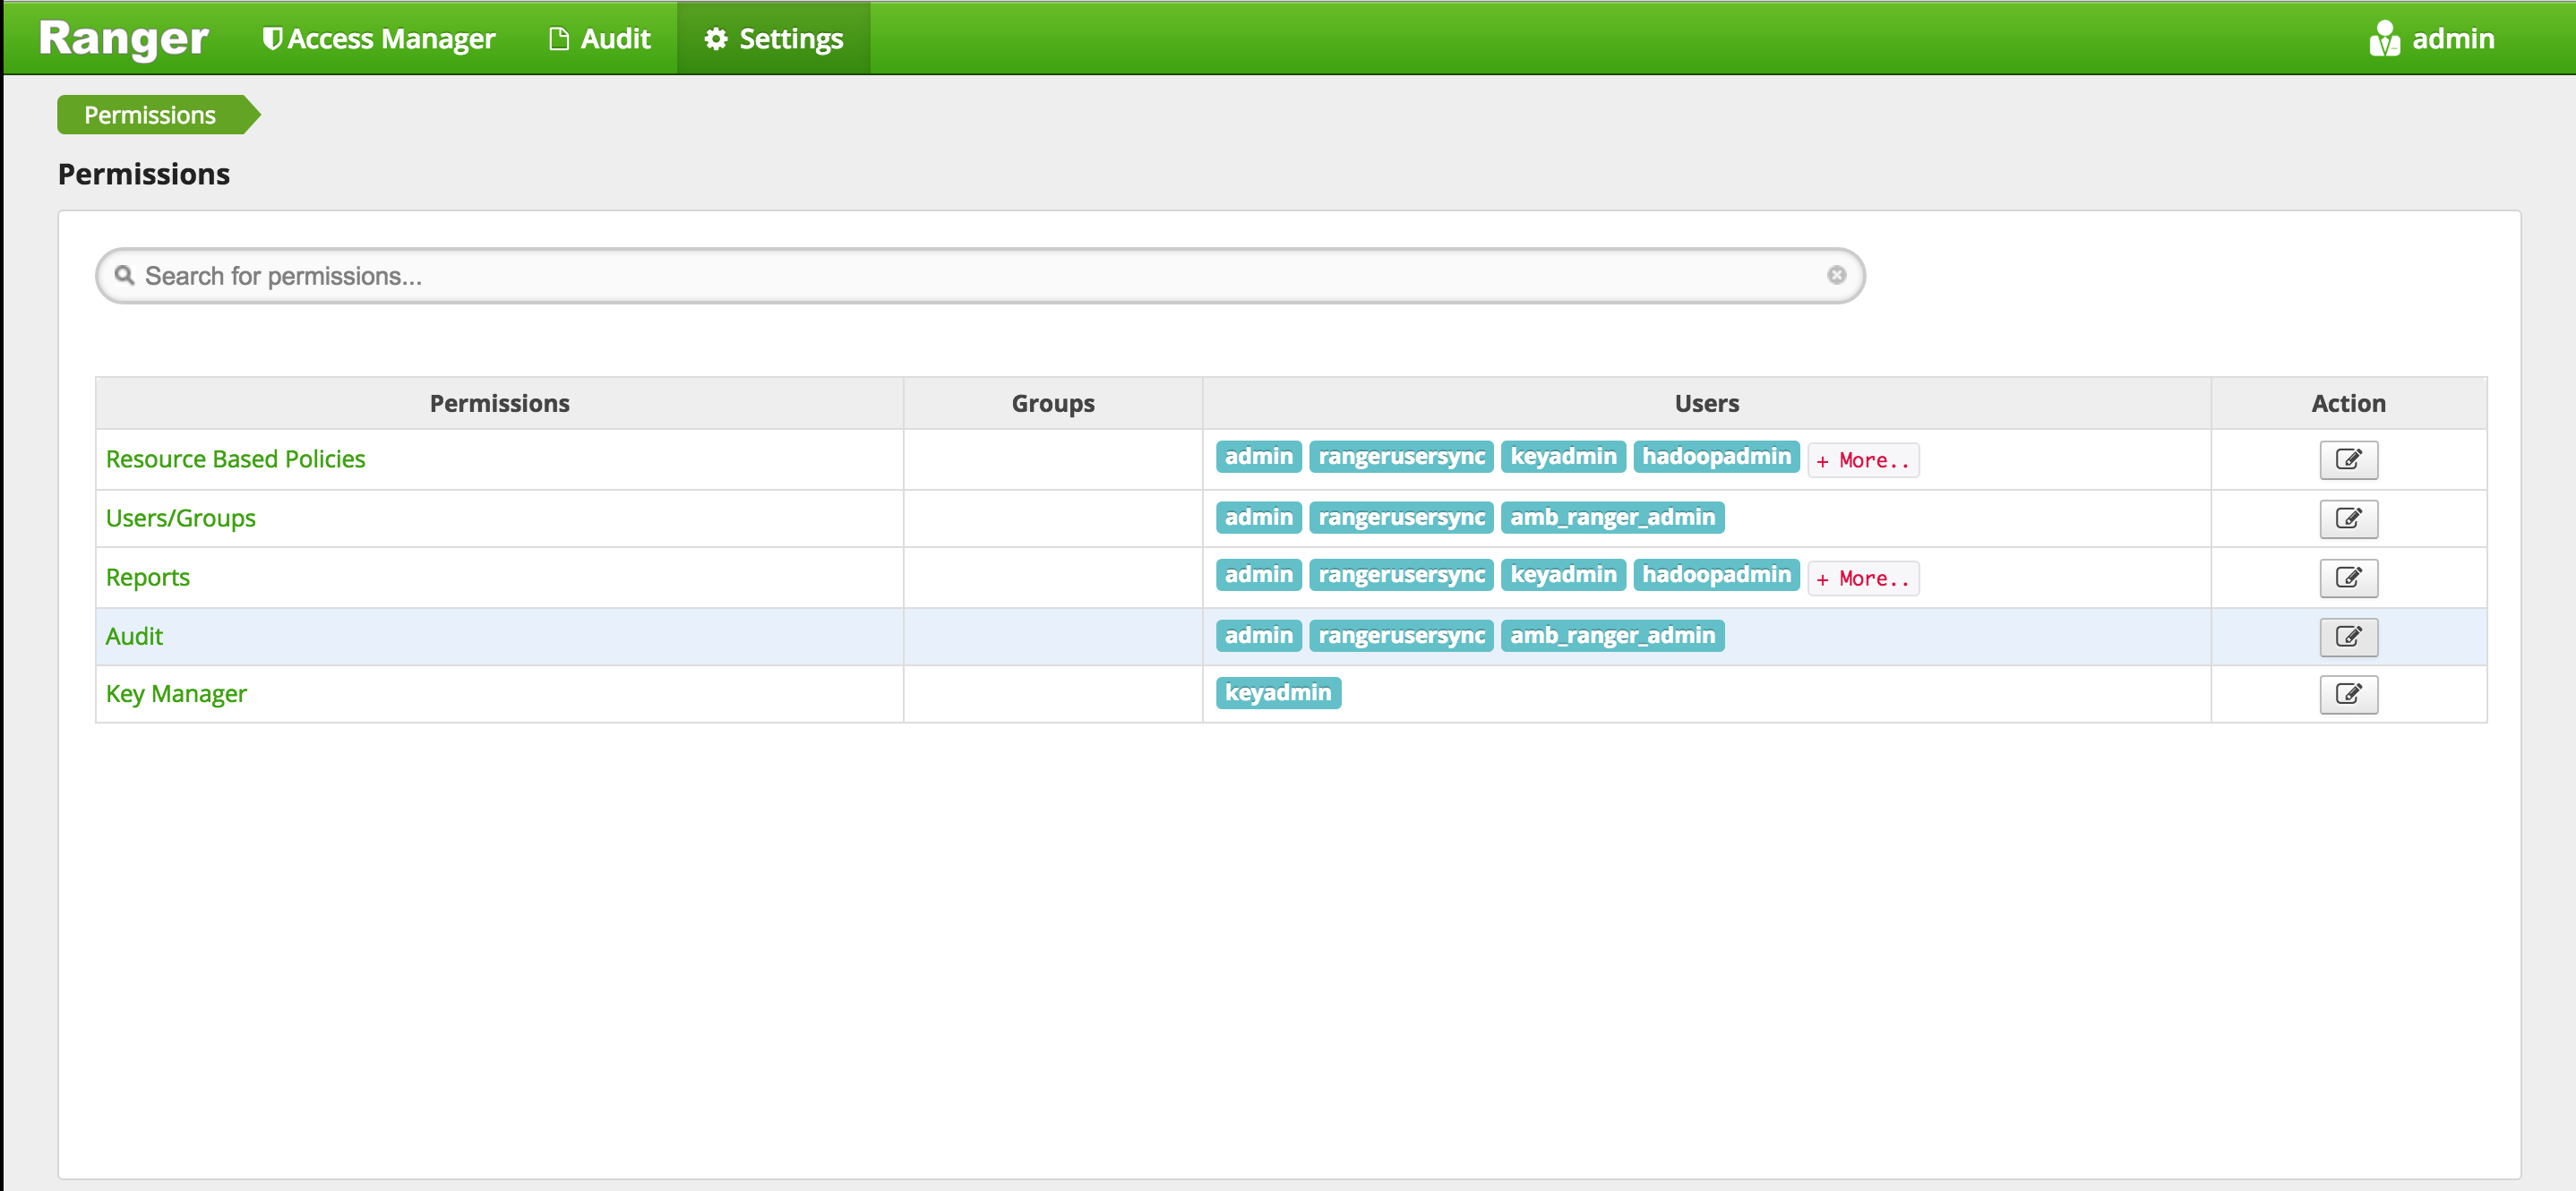 Ranger Access Manager Audit Settings admin
Permissions
Permissions
Search for permissions...
Permissions Groups Users Action
Resource Based Policies admin rangerusersync keyadmin hadoopadmin + More..
Users/Groups admin rangerusersync amb_ranger_admin
Reports admin rangerusersync keyadmin hadoopadmin + More..
Audit admin rangerusersync amb_ranger_admin
Key Manager keyadmin